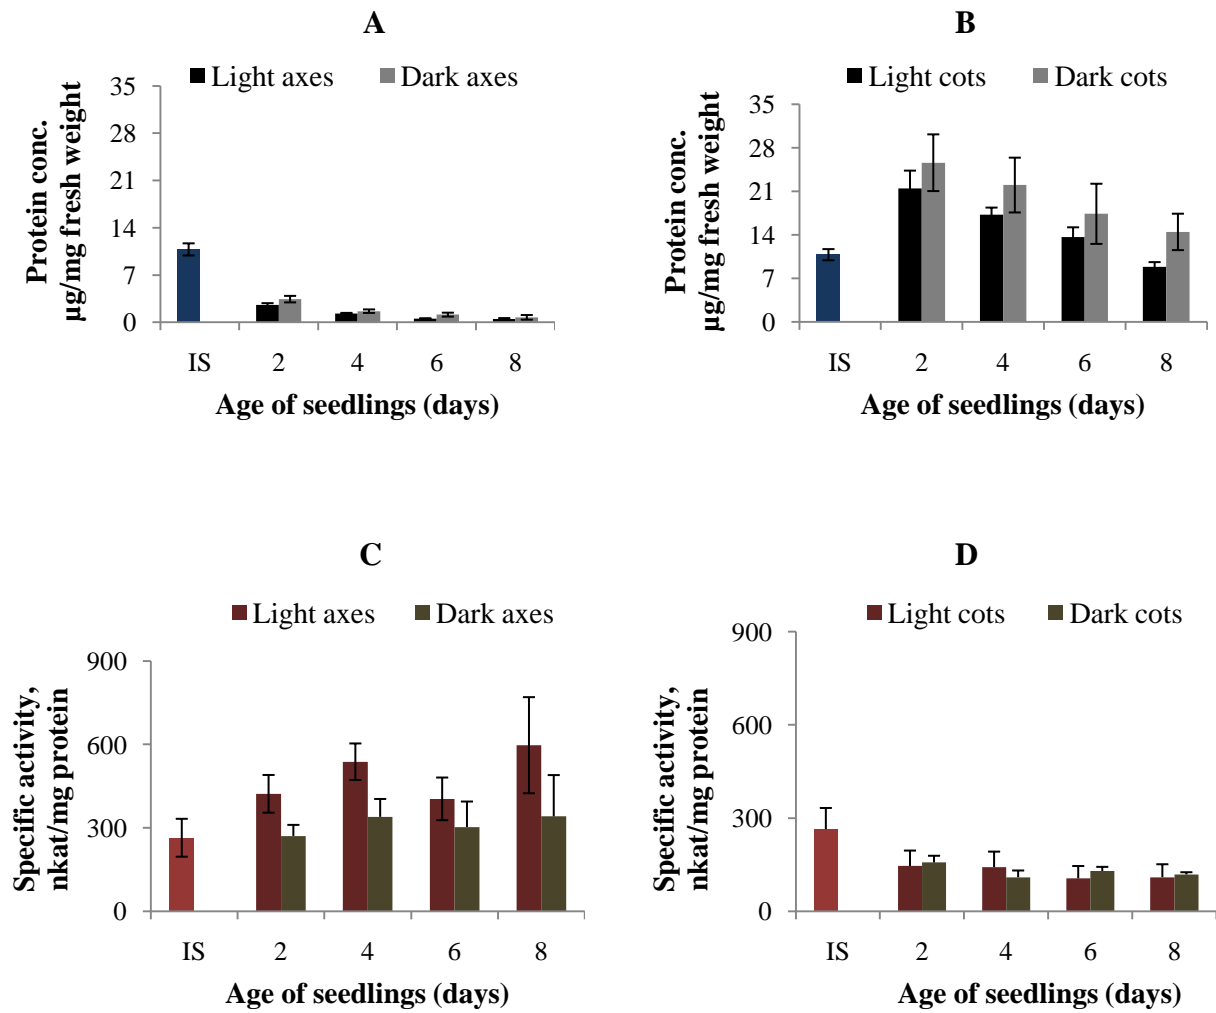 A
Light axes Dark axes
Protein conc.
µg/mg fresh weight
35
28
21
14
7
0
IS 2 4 6 8
Age of seedlings (days)
B
Light cots Dark cots
Protein conc.
µg/mg fresh weight
35
28
21
14
7
0
IS 2 4 6 8
Age of seedlings (days)
C
Light axes Dark axes
Specific activity,
nkat/mg protein
900
600
300
0
IS 2 4 6 8
Age of seedlings (days)
D
Light cots Dark cots
Specific activity,
nkat/mg protein
900
600
300
0
IS 2 4 6 8
Age of seedlings (days)